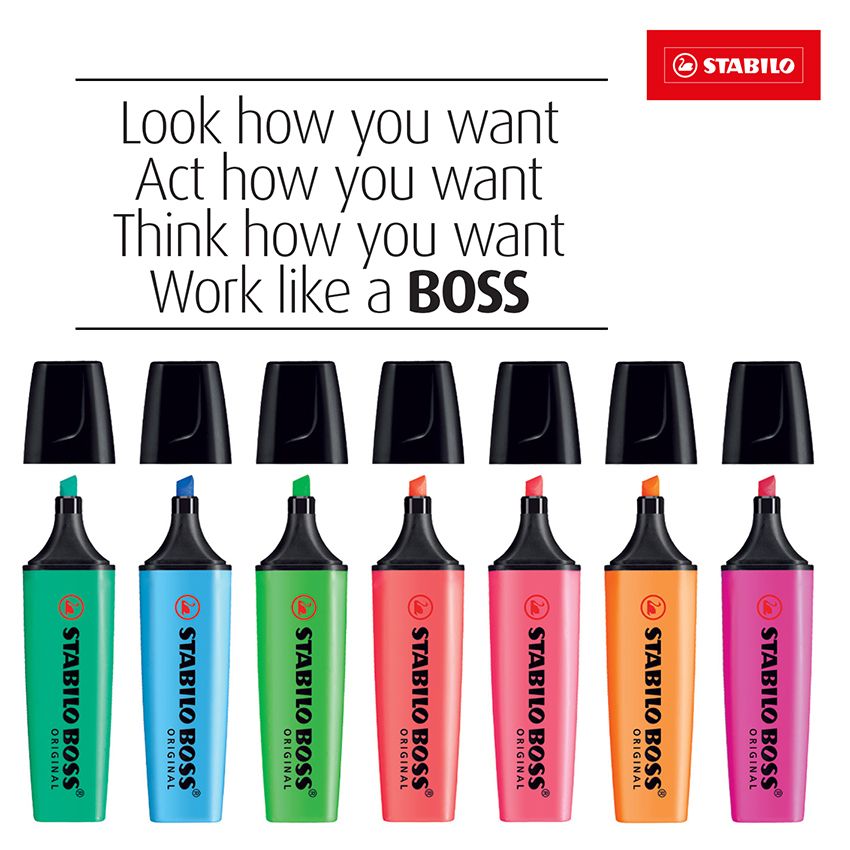 STABILO
Look how you want
Act how you want
Think how you want
Work like a BOSS
STABILO BOSS®
ORIGINAL
STABILO BOSS®
ORIGINAL
STABILO BOSS®
ORIGINAL
STABILO BOSS®
ORIGINAL
STABILO BOSS®
ORIGINAL
STABILO BOSS®
ORIGINAL
STABILO BOSS®
ORIGINAL